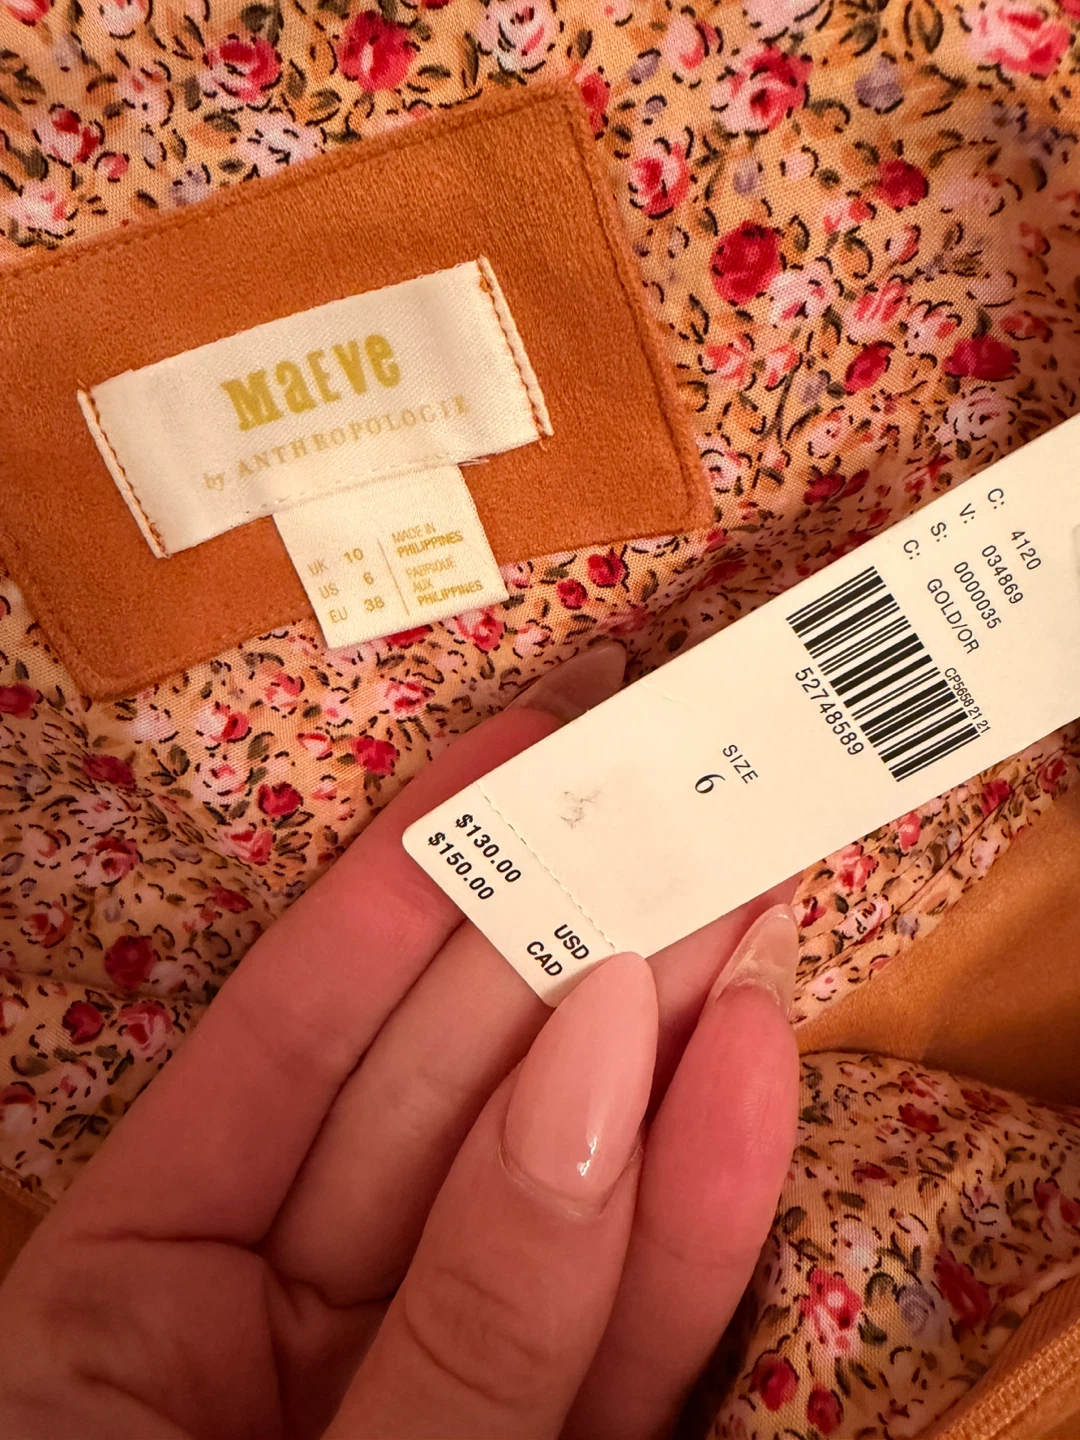 MAEVE
by ANTHROPOLOGIE
UK 10
US 6
EU 38
MADE IN
PHILIPPINES
FABRIQUÉ
AUX
PHILIPPINES
C: 4120
V: 034869
S: 0000035
C: GOLD/OR
CP5658 21 21
52748589
SIZE
6
$130.00 USD
$150.00 CAD